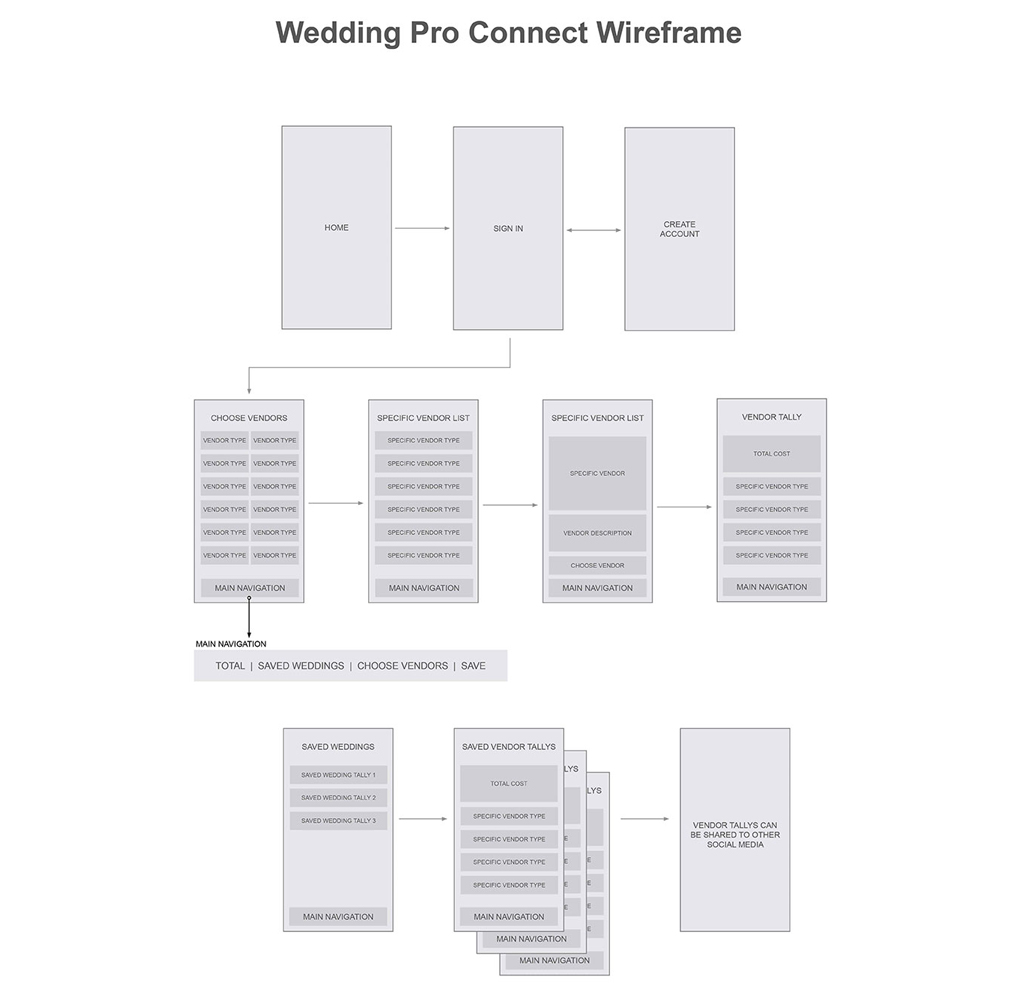 Wedding Pro Connect Wireframe
HOME
SIGN IN
CREATE
ACCOUNT
CHOOSE VENDORS
VENDOR TYPE VENDOR TYPE
VENDOR TYPE VENDOR TYPE
VENDOR TYPE VENDOR TYPE
VENDOR TYPE VENDOR TYPE
VENDOR TYPE VENDOR TYPE
VENDOR TYPE VENDOR TYPE
MAIN NAVIGATION
SPECIFIC VENDOR LIST
SPECIFIC VENDOR TYPE
SPECIFIC VENDOR TYPE
SPECIFIC VENDOR TYPE
SPECIFIC VENDOR TYPE
SPECIFIC VENDOR TYPE
SPECIFIC VENDOR TYPE
MAIN NAVIGATION
SPECIFIC VENDOR LIST
SPECIFIC VENDOR
VENDOR DESCRIPTION
CHOOSE VENDOR
MAIN NAVIGATION
VENDOR TALLY
TOTAL COST
SPECIFIC VENDOR TYPE
SPECIFIC VENDOR TYPE
SPECIFIC VENDOR TYPE
SPECIFIC VENDOR TYPE
MAIN NAVIGATION
MAIN NAVIGATION
TOTAL | SAVED WEDDINGS | CHOOSE VENDORS | SAVE
SAVED WEDDINGS
SAVED WEDDING TALLY 1
SAVED WEDDING TALLY 2
SAVED WEDDING TALLY 3
MAIN NAVIGATION
SAVED VENDOR TALLYS
TOTAL COST
SPECIFIC VENDOR TYPE
SPECIFIC VENDOR TYPE
SPECIFIC VENDOR TYPE
SPECIFIC VENDOR TYPE
MAIN NAVIGATION
LYS
E
E
E
E
MAIN NAVIGATION
LYS
E
E
E
E
MAIN NAVIGATION
VENDOR TALLYS CAN
BE SHARED TO OTHER
SOCIAL MEDIA